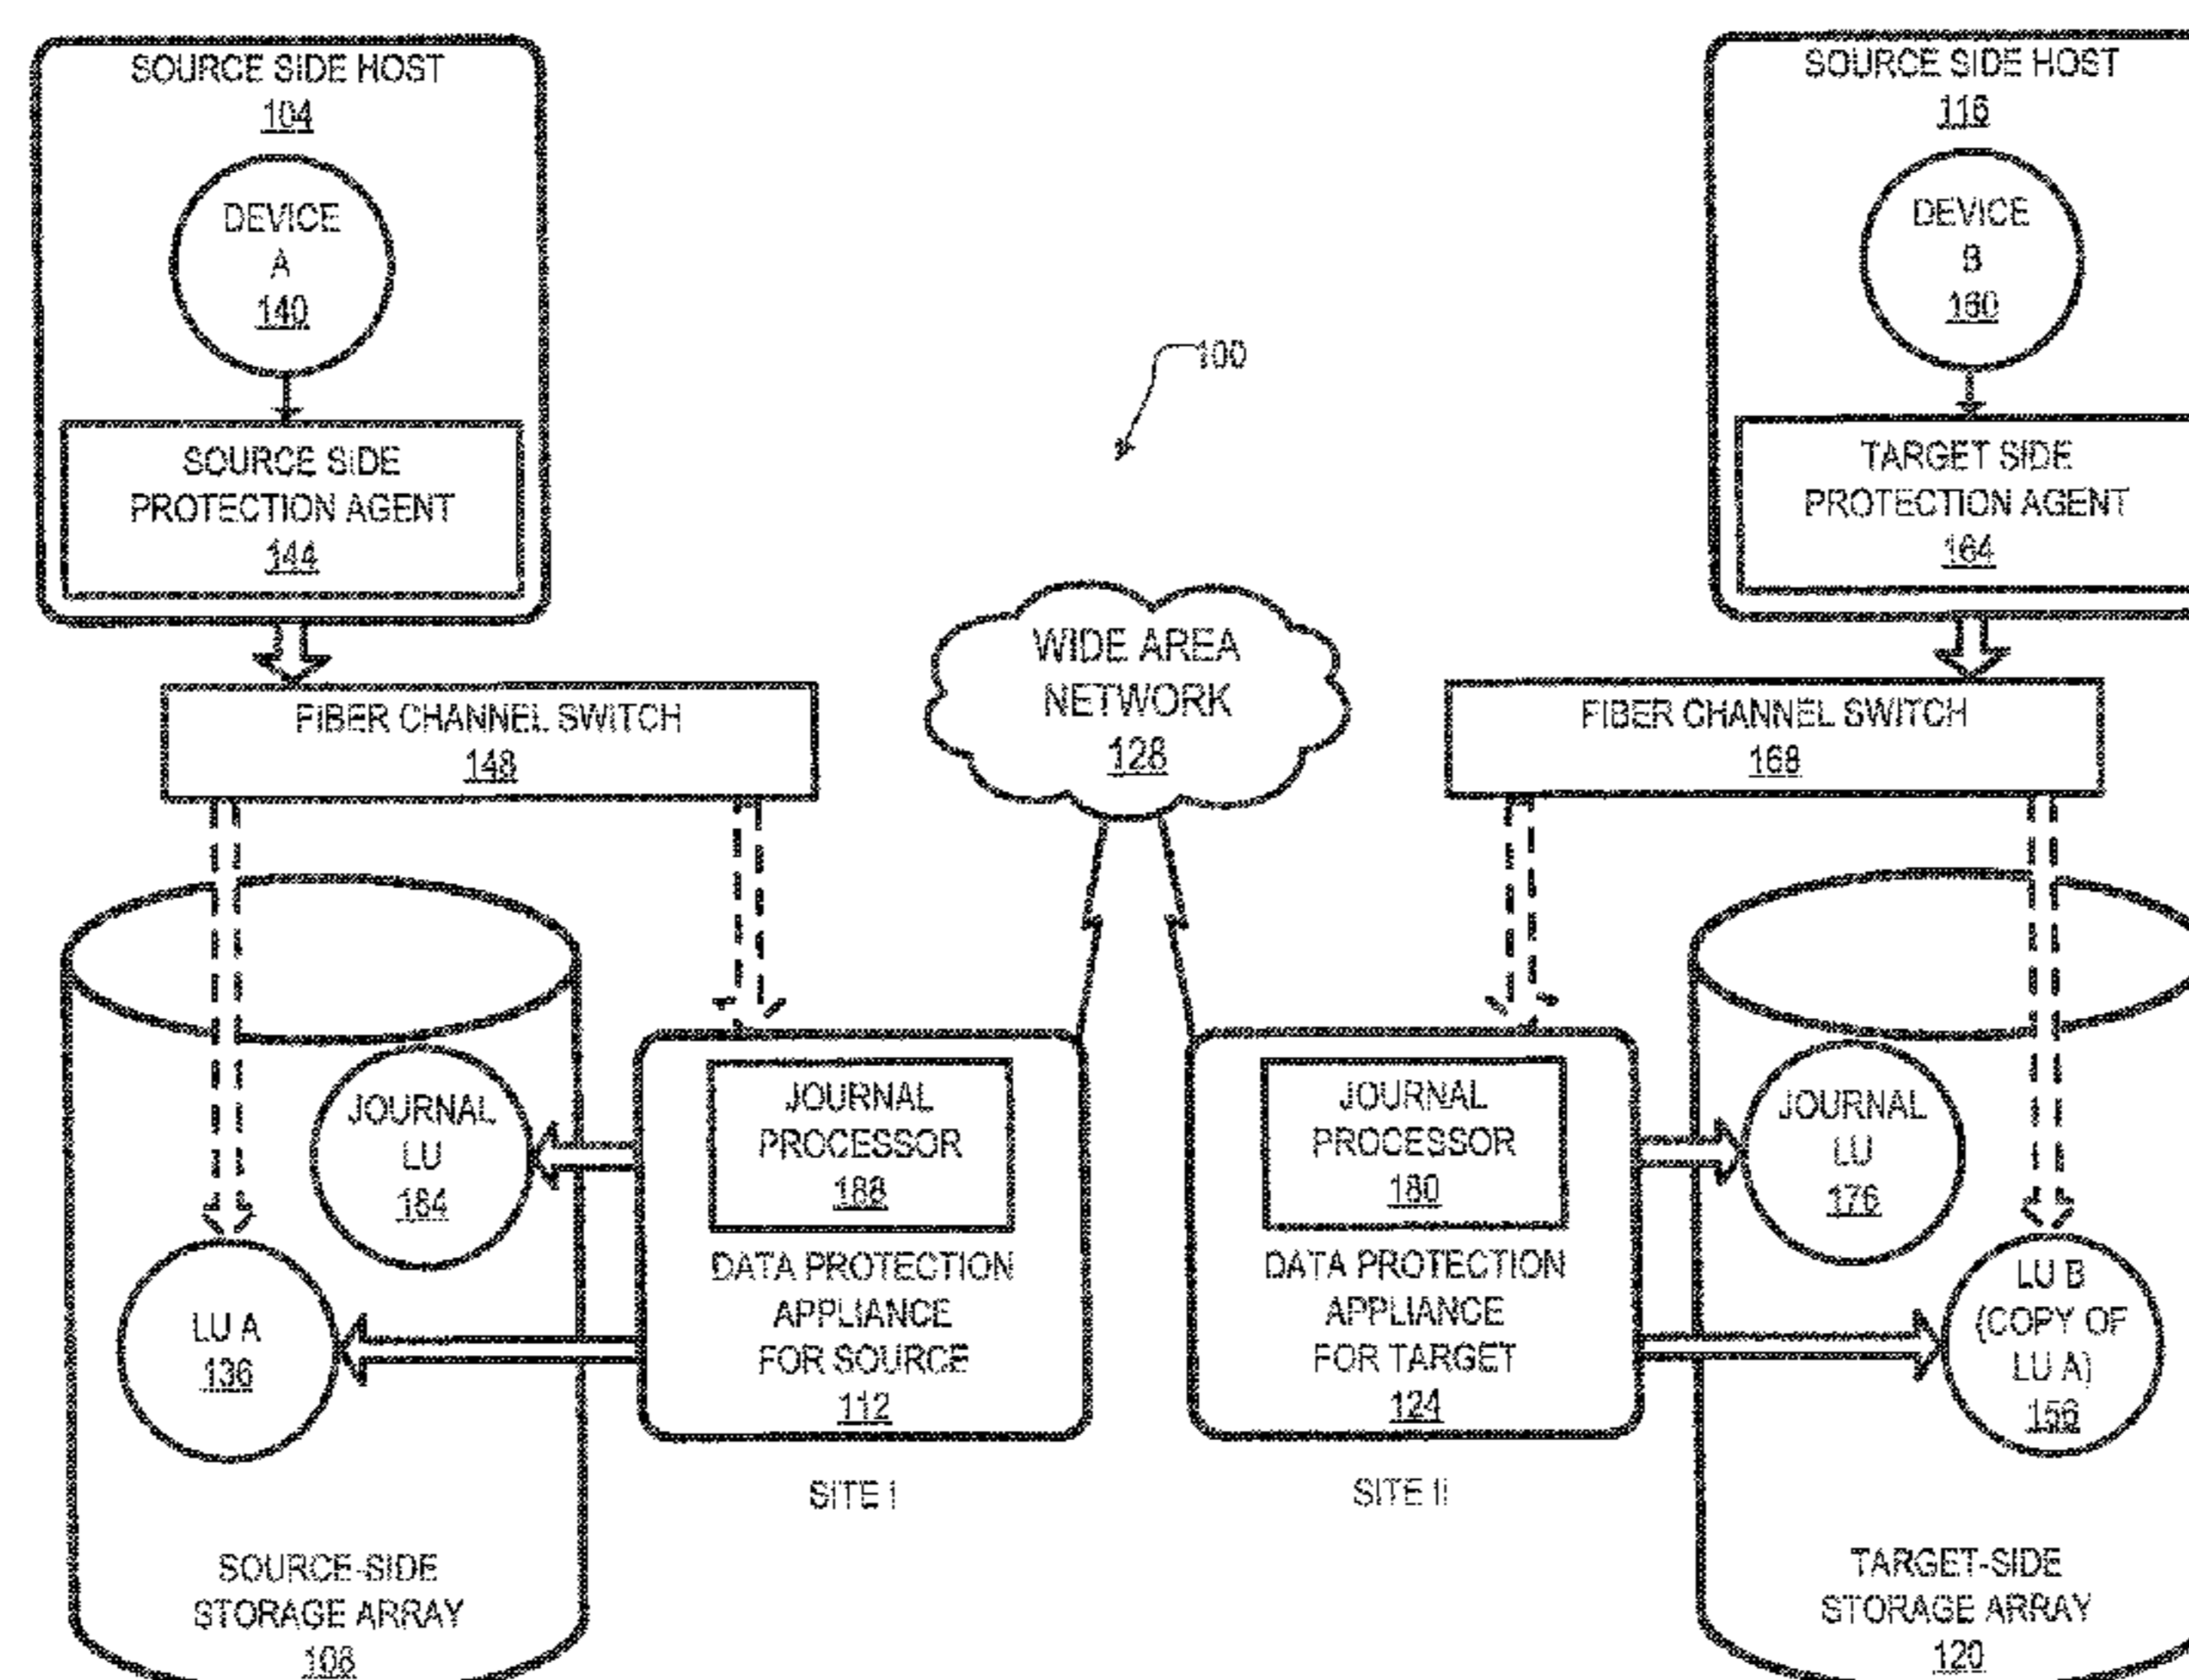 SOURCE SIDE HOST
104
DEVICE
A
140
SOURCE SIDE
PROTECTION AGENT
144
FIBER CHANNEL SWITCH
148
100
WIDE AREA
NETWORK
128
SOURCE SIDE HOST
116
DEVICE
B
160
TARGET SIDE
PROTECTION AGENT
164
FIBER CHANNEL SWITCH
168
JOURNAL
LU
184
LU A
136
SOURCE-SIDE
STORAGE ARRAY
108
JOURNAL
PROCESSOR
188
DATA PROTECTION
APPLIANCE
FOR SOURCE
112
SITE I
JOURNAL
PROCESSOR
180
DATA PROTECTION
APPLIANCE
FOR TARGET
124
SITE II
JOURNAL
LU
176
LU B
(COPY OF
LU A)
156
TARGET-SIDE
STORAGE ARRAY
120